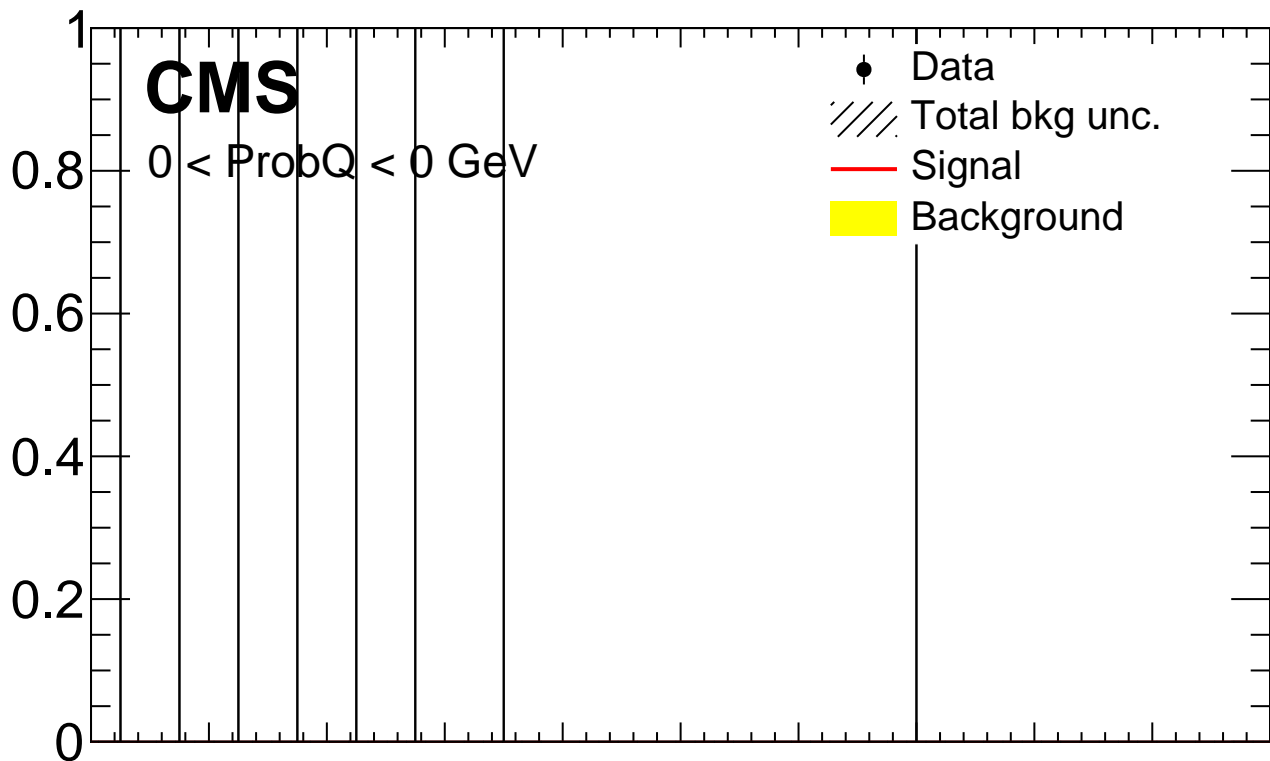 1
CMS
Data
Total bkg unc.
0 < ProbQ < 0 GeV
Signal
0.8
Background
0.6
0.4
0.2
0